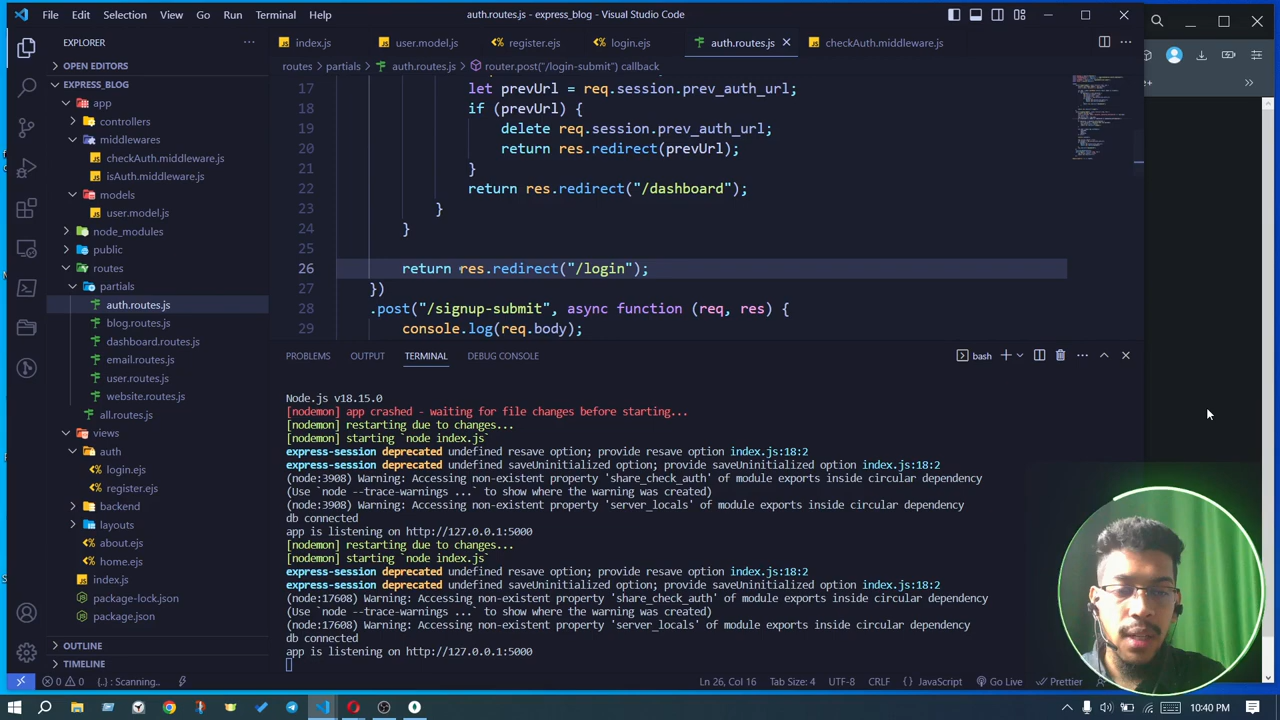 File Edit Selection View Go Run Terminal Help
auth.routes.js - express_blog - Visual Studio Code
EXPLORER
OPEN EDITORS
EXPRESS_BLOG
app
controllers
middlewares
checkAuth.middleware.js
isAuth.middleware.js
models
user.model.js
node_modules
public
routes
partials
auth.routes.js
blog.routes.js
dashboard.routes.js
email.routes.js
user.routes.js
website.routes.js
all.routes.js
views
auth
login.ejs
register.ejs
backend
layouts
about.ejs
home.ejs
index.js
package-lock.json
package.json
OUTLINE
TIMELINE
index.js user.model.js register.ejs login.ejs auth.routes.js checkAuth.middleware.js
routes > partials > auth.routes.js > router.post("/login-submit") callback
17 let prevUrl = req.session.prev_auth_url;
18 if (prevUrl) {
19 delete req.session.prev_auth_url;
20 return res.redirect(prevUrl);
21 }
22 return res.redirect("/dashboard");
23 }
24 }
25
26 return res.redirect("/login");
27 })
28 .post("/signup-submit", async function (req, res) {
29 console.log(req.body);
PROBLEMS OUTPUT TERMINAL DEBUG CONSOLE
bash
Node.js v18.15.0
[nodemon] app crashed - waiting for file changes before starting...
[nodemon] restarting due to changes...
[nodemon] starting `node index.js`
express-session deprecated undefined resave option; provide resave option index.js:18:2
express-session deprecated undefined saveUninitialized option; provide saveUninitialized option index.js:18:2
(node:3908) Warning: Accessing non-existent property 'share_check_auth' of module exports inside circular dependency
(Use `node --trace-warnings ...` to show where the warning was created)
(node:3908) Warning: Accessing non-existent property 'server_locals' of module exports inside circular dependency
db connected
app is listening on http://127.0.0.1:5000
[nodemon] restarting due to changes...
[nodemon] starting `node index.js`
express-session deprecated undefined resave option; provide resave option index.js:18:2
express-session deprecated undefined saveUninitialized option; provide saveUninitialized option index.js:18:2
(node:17608) Warning: Accessing non-existent property 'share_check_auth' of module exports inside circular dependency
(Use `node --trace-warnings ...` to show where the warning was created)
(node:17608) Warning: Accessing non-existent property 'server_locals' of module exports inside circular dependency
db connected
app is listening on http://127.0.0.1:5000
0 0 {..} : Scanning.. Ln 26, Col 16 Tab Size: 4 UTF-8 CRLF JavaScript Go Live Prettier
10:40 PM